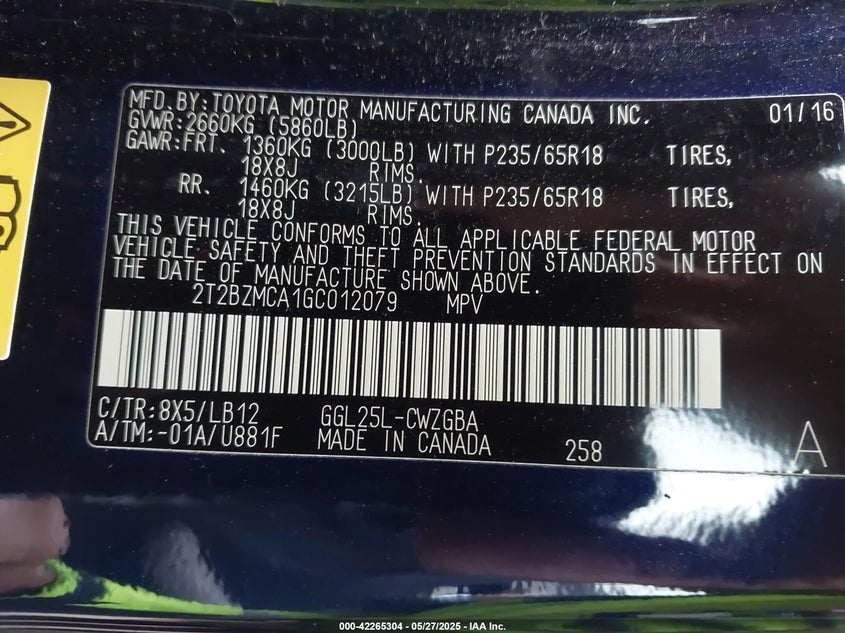 MFD.BY:TOYOTA MOTOR MANUFACTURING CANADA INC. 01/16
GVWR:2660KG (5860LB)
GAWR:FRT. 1360KG (3000LB) WITH P235/65R18 TIRES,
18X8J RIMS.
RR. 1460KG (3215LB) WITH P235/65R18 TIRES,
18X8J RIMS.
THIS VEHICLE CONFORMS TO ALL APPLICABLE FEDERAL MOTOR
VEHICLE SAFETY AND THEFT PREVENTION STANDARDS IN EFFECT ON
THE DATE OF MANUFACTURE SHOWN ABOVE.
2T2BZMCA1GC012079 MPV
C/TR:8X5/LB12 GGL25L-CWZGBA
A/TM:-01A/U881F MADE IN CANADA 258 A
000-42265304 - 05/27/2025 - IAA Inc.